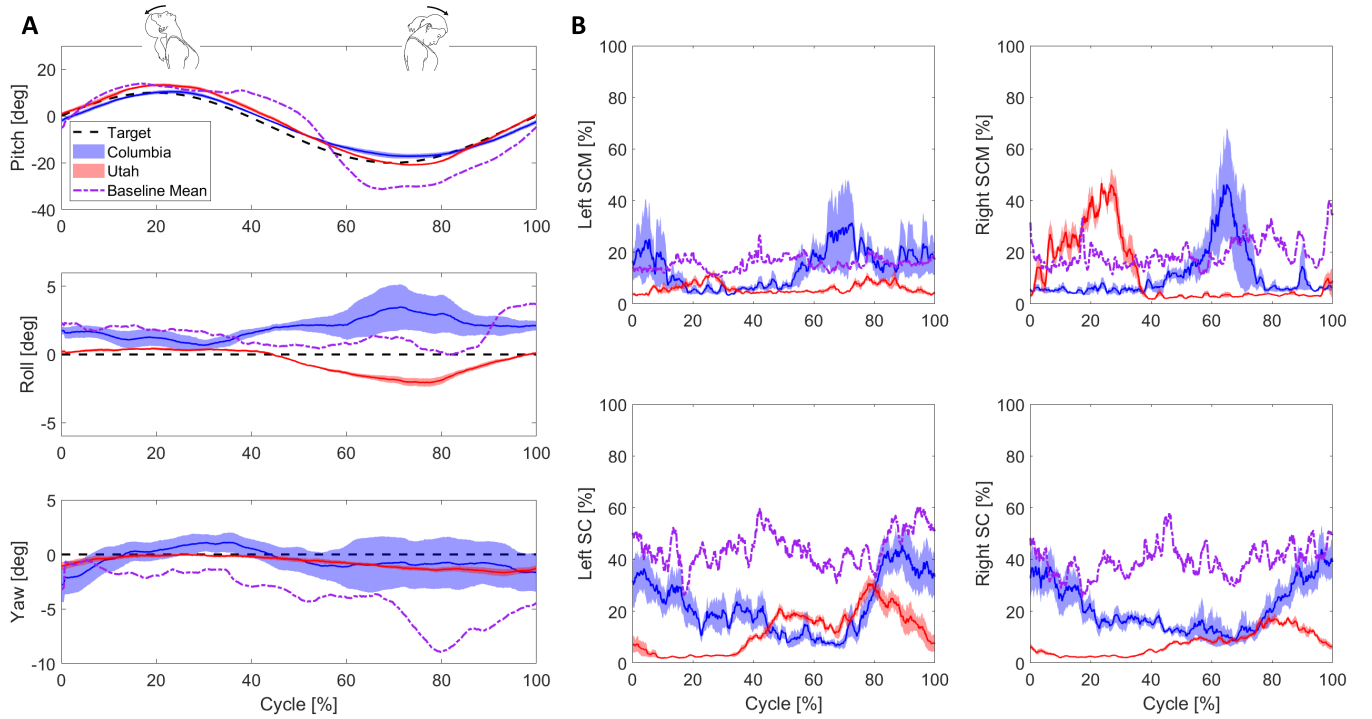 A
20
0
-20
-40
Pitch [deg]
Target
Columbia
Utah
Baseline Mean
0 20 40 60 80 100
5
0
-5
Roll [deg]
0 20 40 60 80 100
5
0
-5
-10
Yaw [deg]
0 20 40 60 80 100
Cycle [%]
B
100
80
60
40
20
0
Left SCM [%]
0 20 40 60 80 100
100
80
60
40
20
0
Right SCM [%]
0 20 40 60 80 100
100
80
60
40
20
0
Left SC [%]
0 20 40 60 80 100
Cycle [%]
100
80
60
40
20
0
Right SC [%]
0 20 40 60 80 100
Cycle [%]